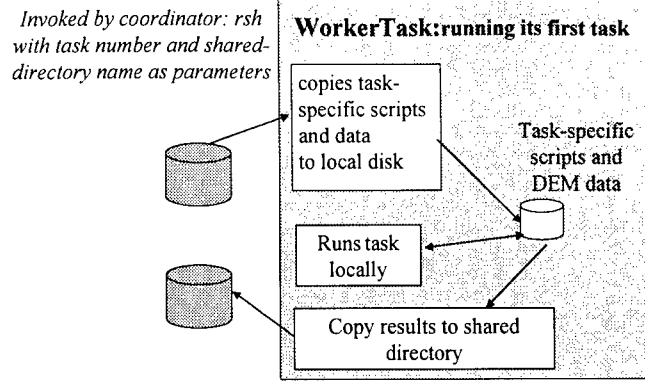 Invoked by coordinator: rsh
with task number and shared-
directory name as parameters
WorkerTask:running its first task
copies task-
specific scripts
and data
to local disk
Task-specific
scripts and
DEM data
Runs task
locally
Copy results to shared
directory